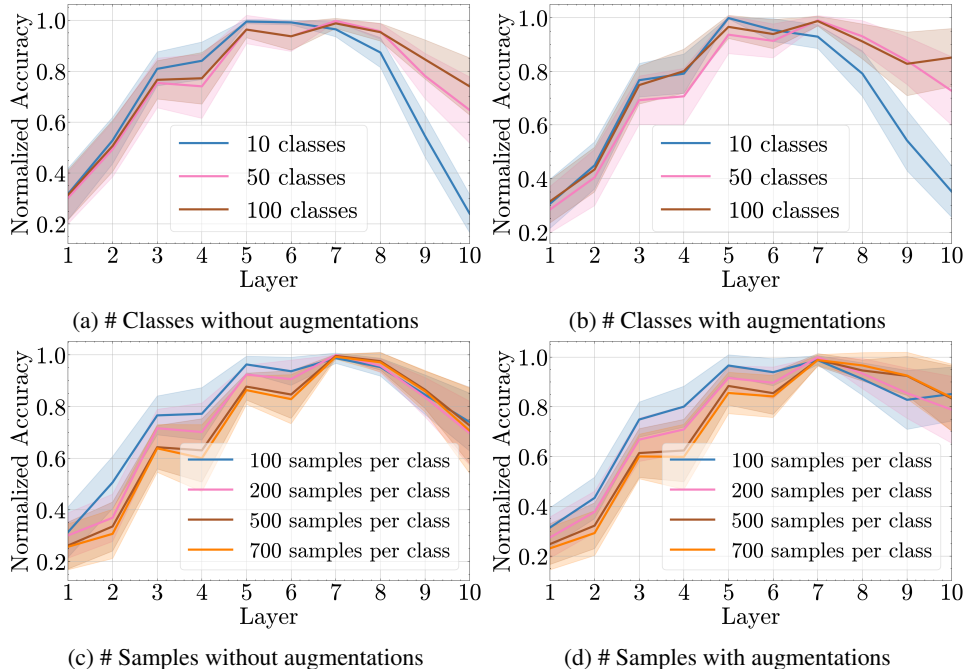 Normalized Accuracy
1.0
0.8
0.6
0.4
0.2
10 classes
50 classes
100 classes
1 2 3 4 5 6 7 8 9 10
Layer
(a) # Classes without augmentations
Normalized Accuracy
1.0
0.8
0.6
0.4
0.2
10 classes
50 classes
100 classes
1 2 3 4 5 6 7 8 9 10
Layer
(b) # Classes with augmentations
Normalized Accuracy
1.0
0.8
0.6
0.4
0.2
100 samples per class
200 samples per class
500 samples per class
700 samples per class
1 2 3 4 5 6 7 8 9 10
Layer
(c) # Samples without augmentations
Normalized Accuracy
1.0
0.8
0.6
0.4
0.2
100 samples per class
200 samples per class
500 samples per class
700 samples per class
1 2 3 4 5 6 7 8 9 10
Layer
(d) # Samples with augmentations